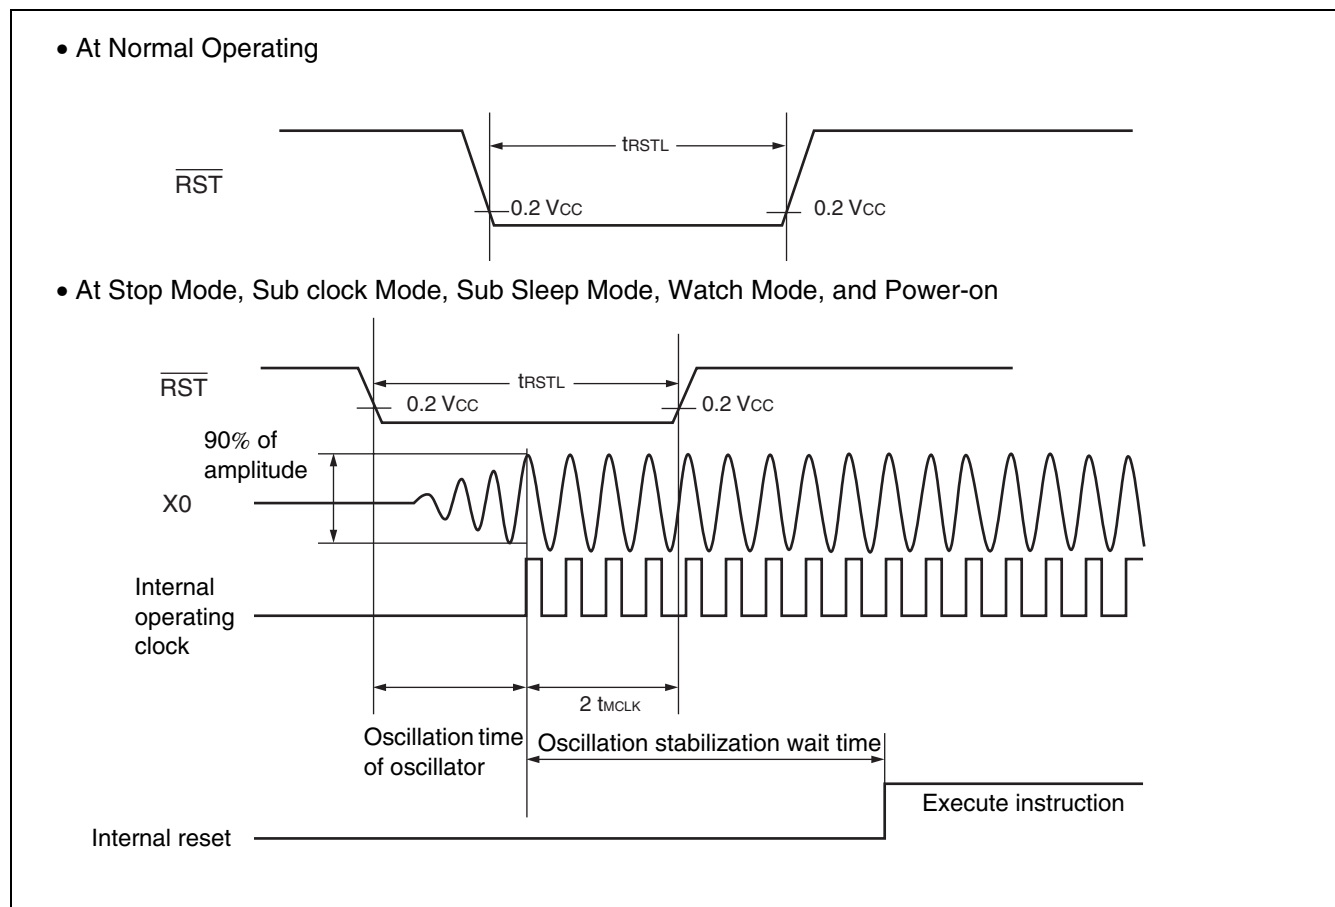 • At Normal Operating
tRSTL
RST
0.2 VCC
0.2 VCC
• At Stop Mode, Sub clock Mode, Sub Sleep Mode, Watch Mode, and Power-on
RST
tRSTL
0.2 VCC
0.2 VCC
90% of
amplitude
X0
Internal
operating
clock
2 tMCLK
Oscillation time
of oscillator
Oscillation stabilization wait time
Execute instruction
Internal reset